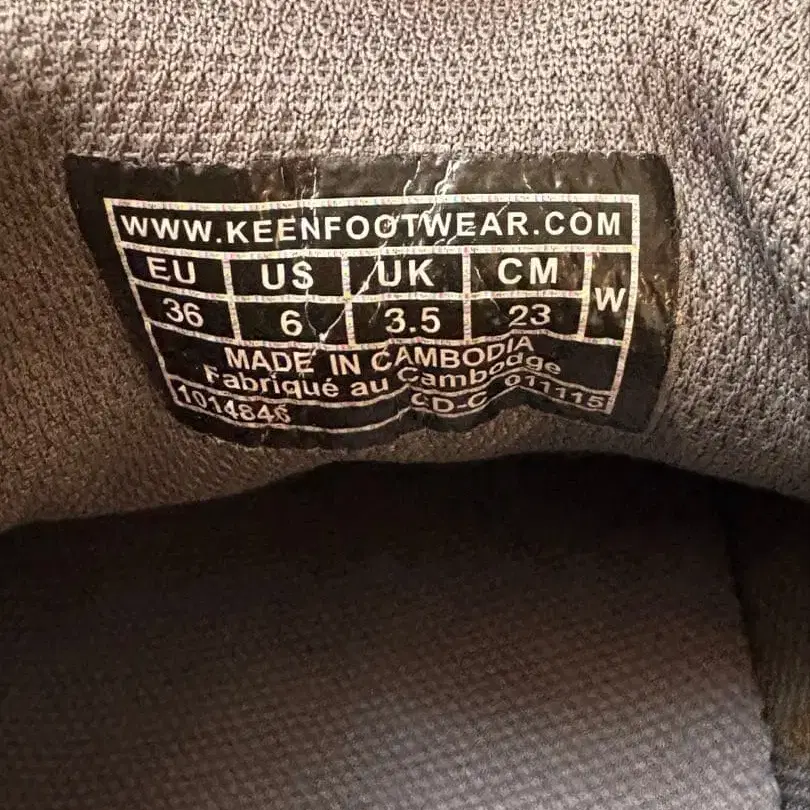 WWW.KEENFOOTWEAR.COM
EU US UK CM W
36 6 3.5 23
MADE IN CAMBODIA
Fabriqué au Cambodge
1014846 CD-C 011115